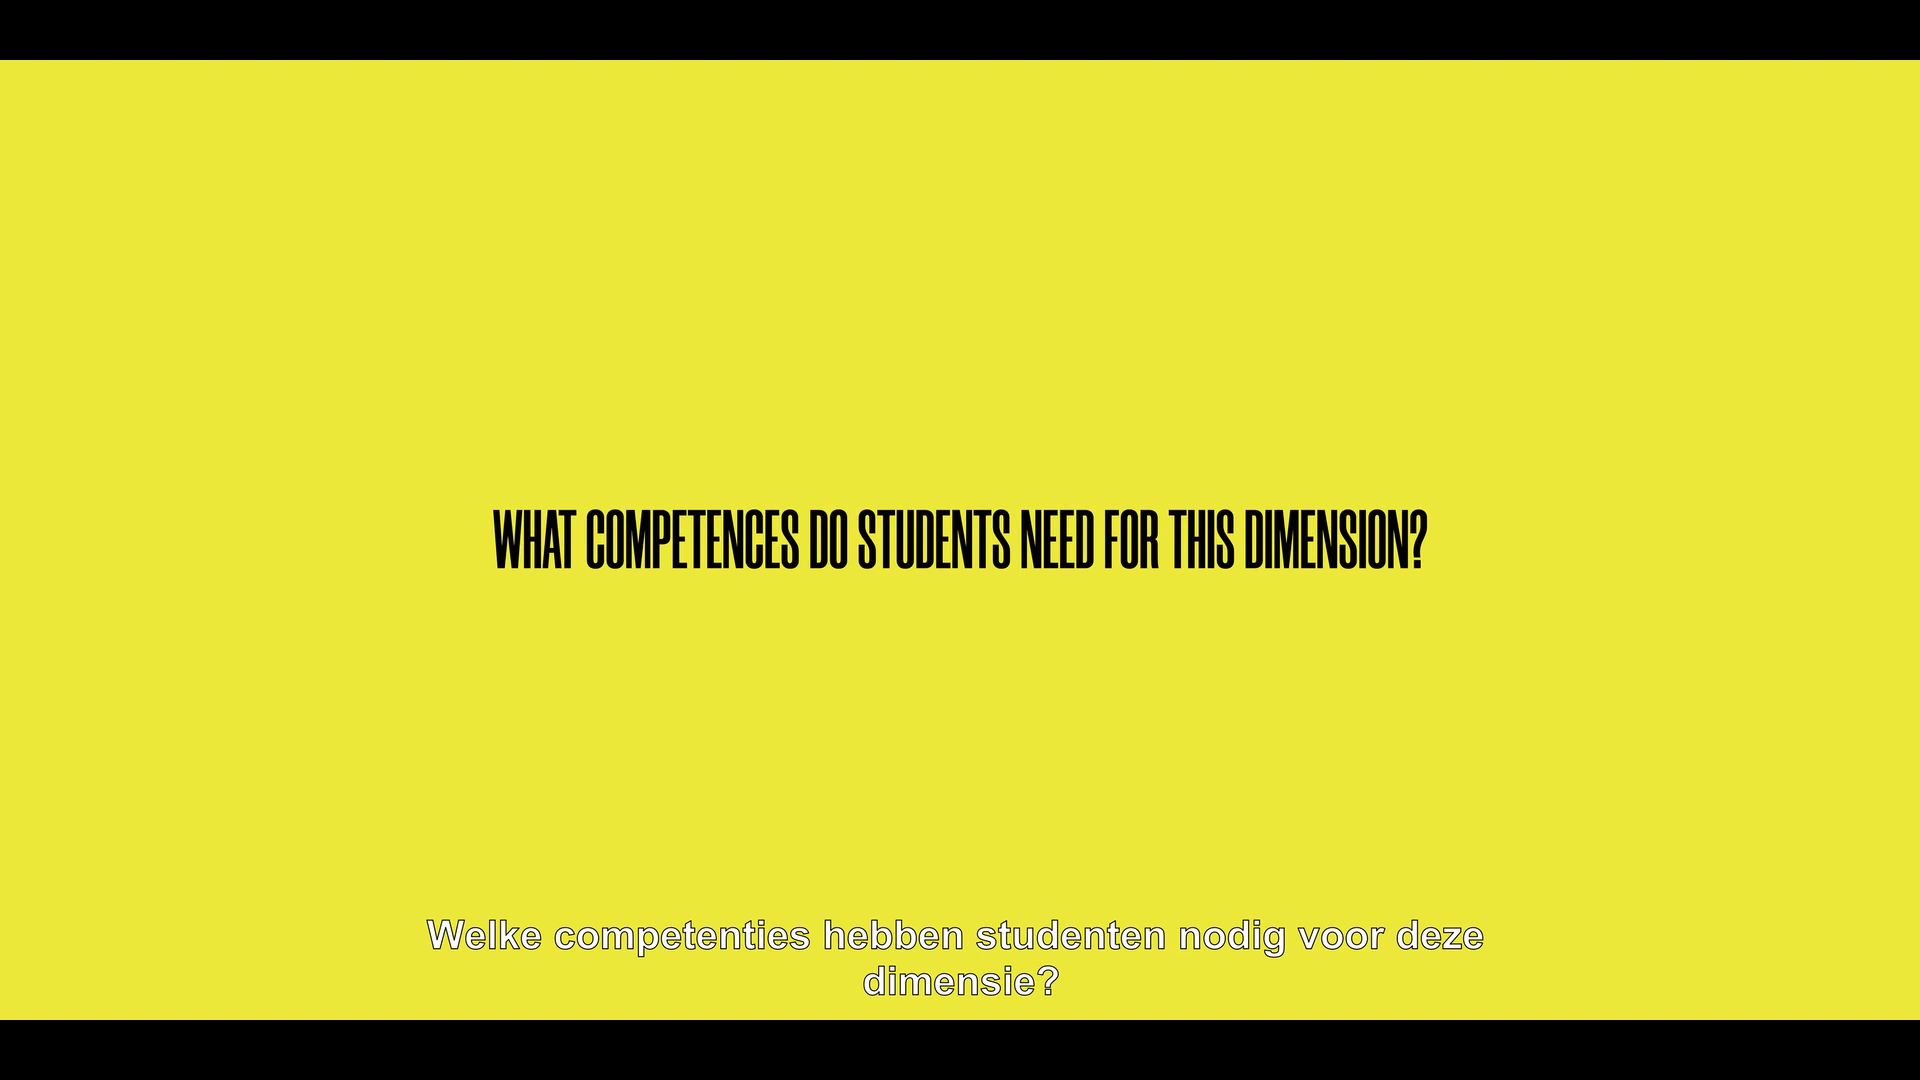 WHAT COMPETENCES DO STUDENTS NEED FOR THIS DIMENSION?
Welke competenties hebben studenten nodig voor deze
dimensie?